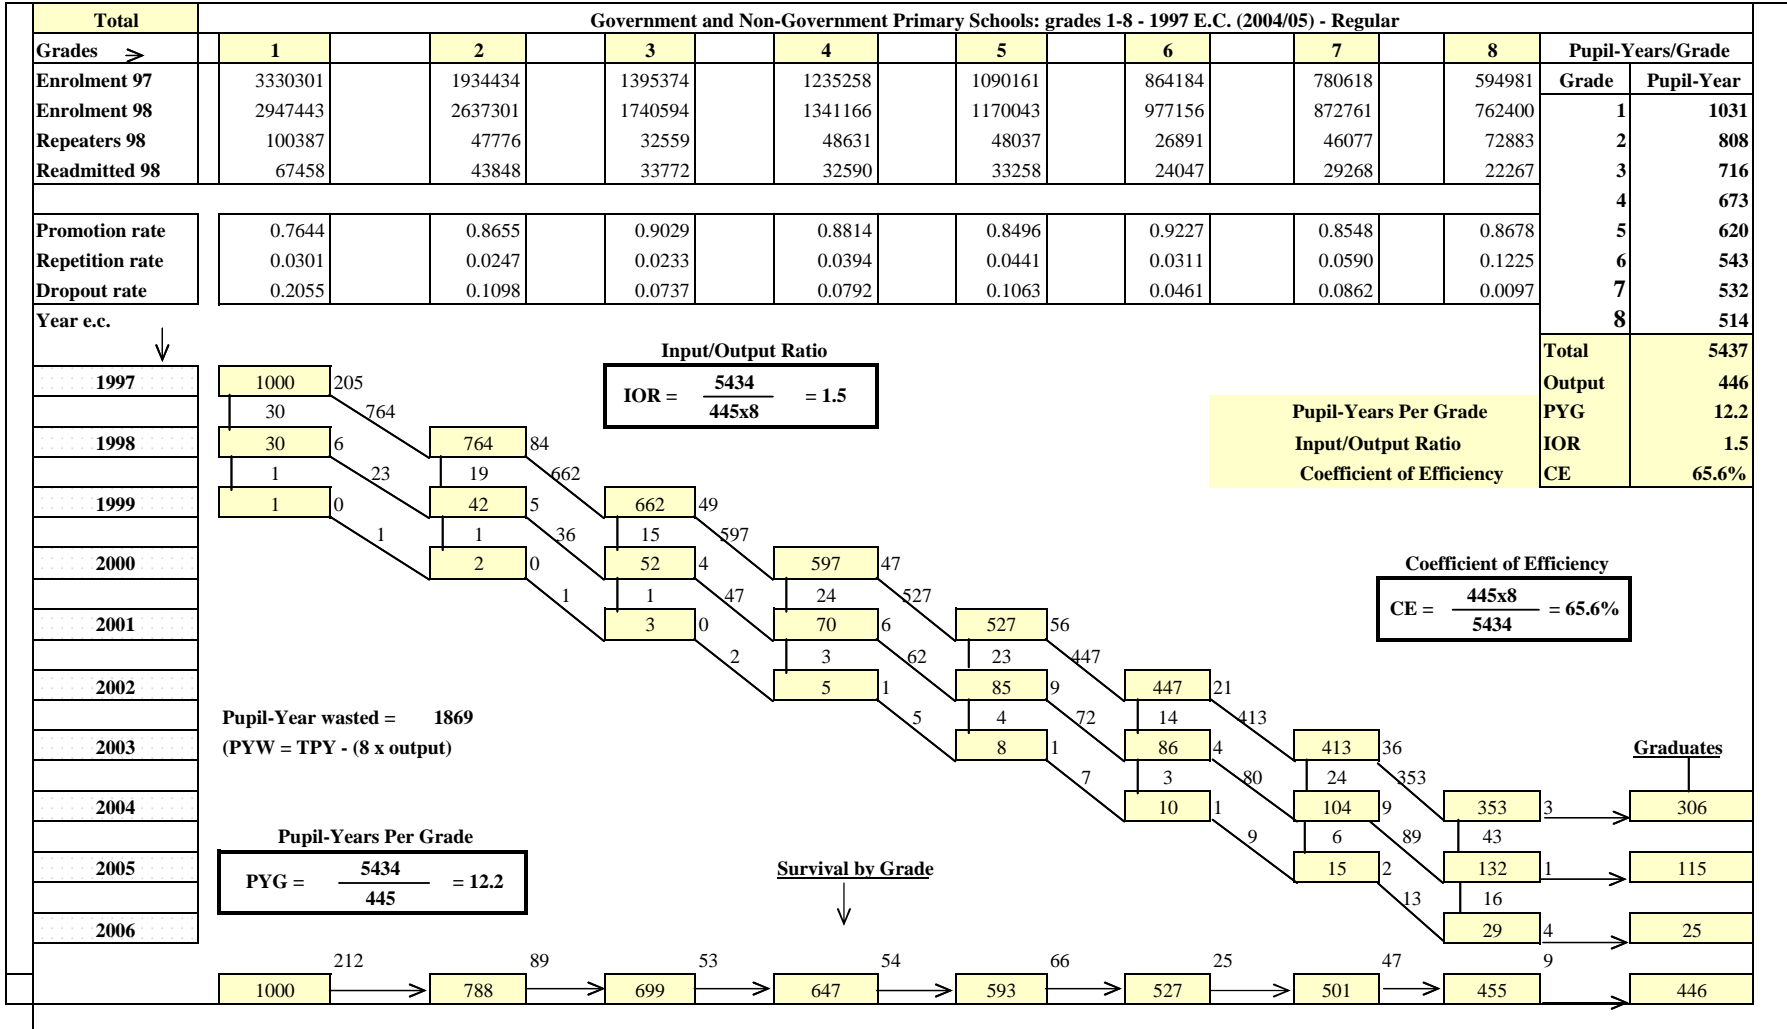 Total Government and Non-Government Primary Schools: grades 1-8 - 1997 E.C. (2004/05) - Regular
Grades 1 2 3 4 5 6 7 8 Pupil-Years/Grade
Enrolment 97 3330301 1934434 1395374 1235258 1090161 864184 780618 594981 Grade Pupil-Year
Enrolment 98 2947443 2637301 1740594 1341166 1170043 977156 872761 762400 1 1031
Repeaters 98 100387 47776 32559 48631 48037 26891 46077 72883 2 808
Readmitted 98 67458 43848 33772 32590 33258 24047 29268 22267 3 716
4 673
Promotion rate 0.7644 0.8655 0.9029 0.8814 0.8496 0.9227 0.8548 0.8678 5 620
Repetition rate 0.0301 0.0247 0.0233 0.0394 0.0441 0.0311 0.0590 0.1225 6 543
Dropout rate 0.2055 0.1098 0.0737 0.0792 0.1063 0.0461 0.0862 0.0097 7 532
Year e.c. 8 514
Input/Output Ratio Total 5437
1997 1000 205 IOR = 5434 = 1.5 Output 446
445x8
30 764 Pupil-Years Per Grade PYG 12.2
1998 30 6 764 84 Input/Output Ratio IOR 1.5
1 23 19 662 Coefficient of Efficiency CE 65.6%
1999 1 0 42 5 662 49
1 1 36 15 597
2000 2 0 52 4 597 47 Coefficient of Efficiency
1 1 47 24 527 CE = 445x8 = 65.6%
2001 3 0 70 6 527 56 5434
2 3 62 23 447
2002 5 1 85 9 447 21
Pupil-Year wasted = 1869 5 4 72 14 413
2003 (PYW = TPY - (8 x output) 8 1 86 4 413 36 Graduates
7 3 80 24 353
2004 10 1 104 9 353 3 306
Pupil-Years Per Grade 9 6 89 43
2005 PYG = 5434 = 12.2 Survival by Grade 15 2 132 1 115
445 13 16
2006 29 4 25
212 89 53 54 66 25 47 9
1000 788 699 647 593 527 501 455 446